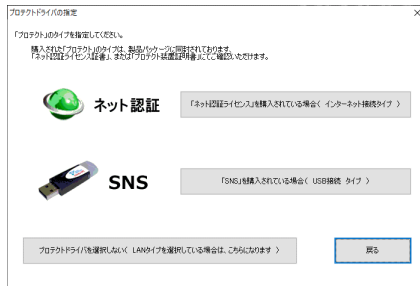 プロテクトドライバの指定
「プロテクト」のタイプを指定してください。
購入された「プロテクト」のタイプは、製品パッケージに同封されております、
「ネット認証ライセンス証書」、または「プロテクト装置証明書」にてご確認いただけます。
ネット認証
「ネット認証ライセンス」を購入されている場合( インターネット接続タイプ )
SNS
「SNS」を購入されている場合( USB接続 タイプ )
プロテクトドライバを選択しない( LANタイプを選択している場合は、こちらになります )
戻る